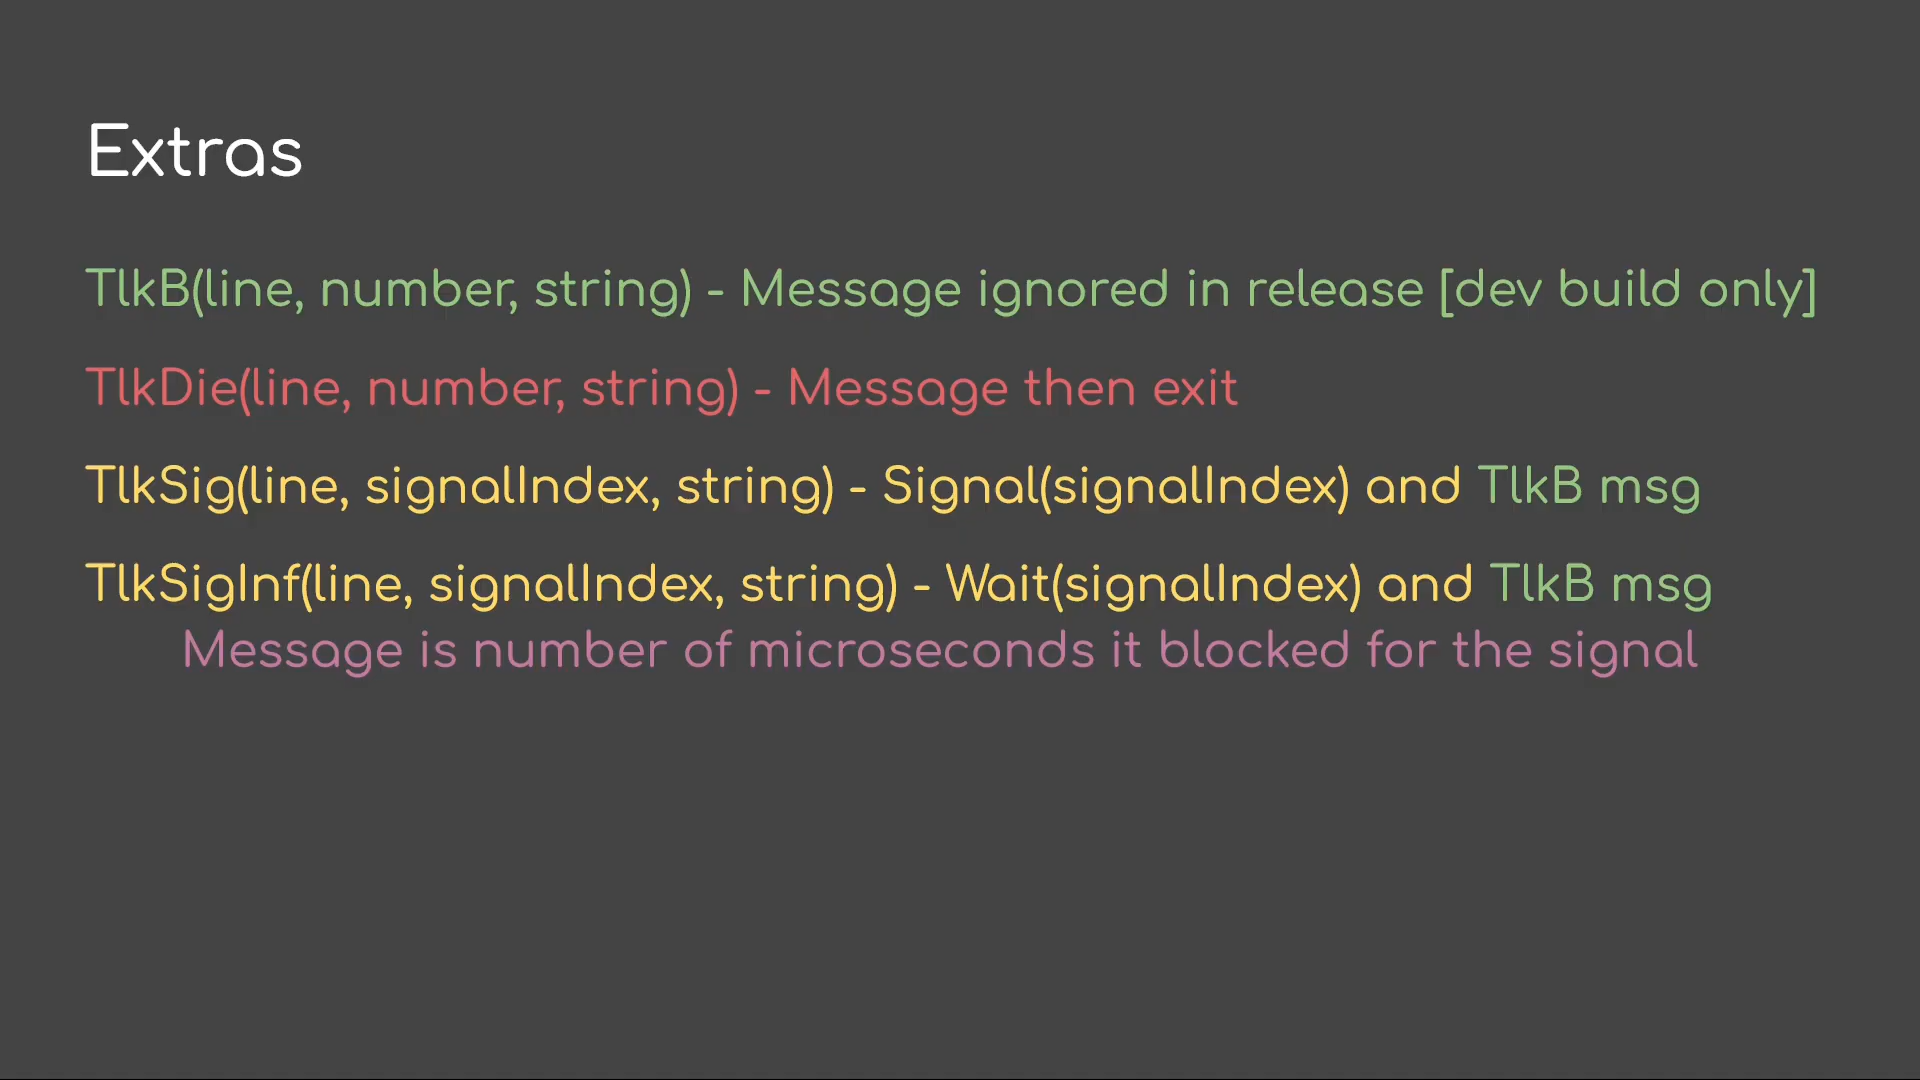 Extras
TlkB(line, number, string) - Message ignored in release [dev build only]
TlkDie(line, number, string) - Message then exit
TlkSig(line, signalIndex, string) - Signal(signalIndex) and TlkB msg
TlkSigInf(line, signalIndex, string) - Wait(signalIndex) and TlkB msg
Message is number of microseconds it blocked for the signal